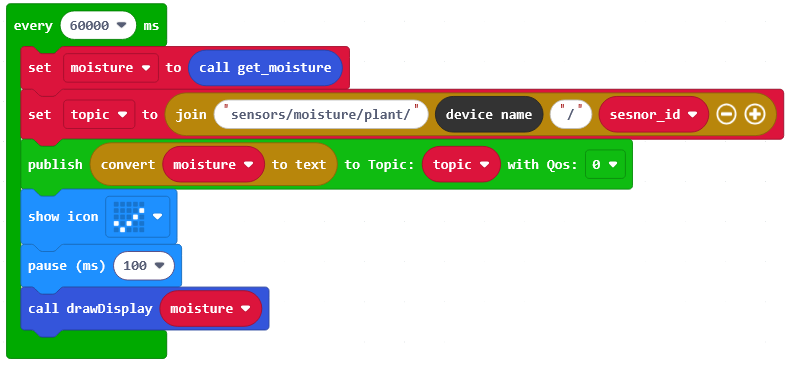 every 60000 ms
set moisture to call get_moisture
set topic to join "sensors/moisture/plant/" device name "/" sesnor_id
publish convert moisture to text to Topic: topic with Qos: 0
show icon
pause (ms) 100
call drawDisplay moisture